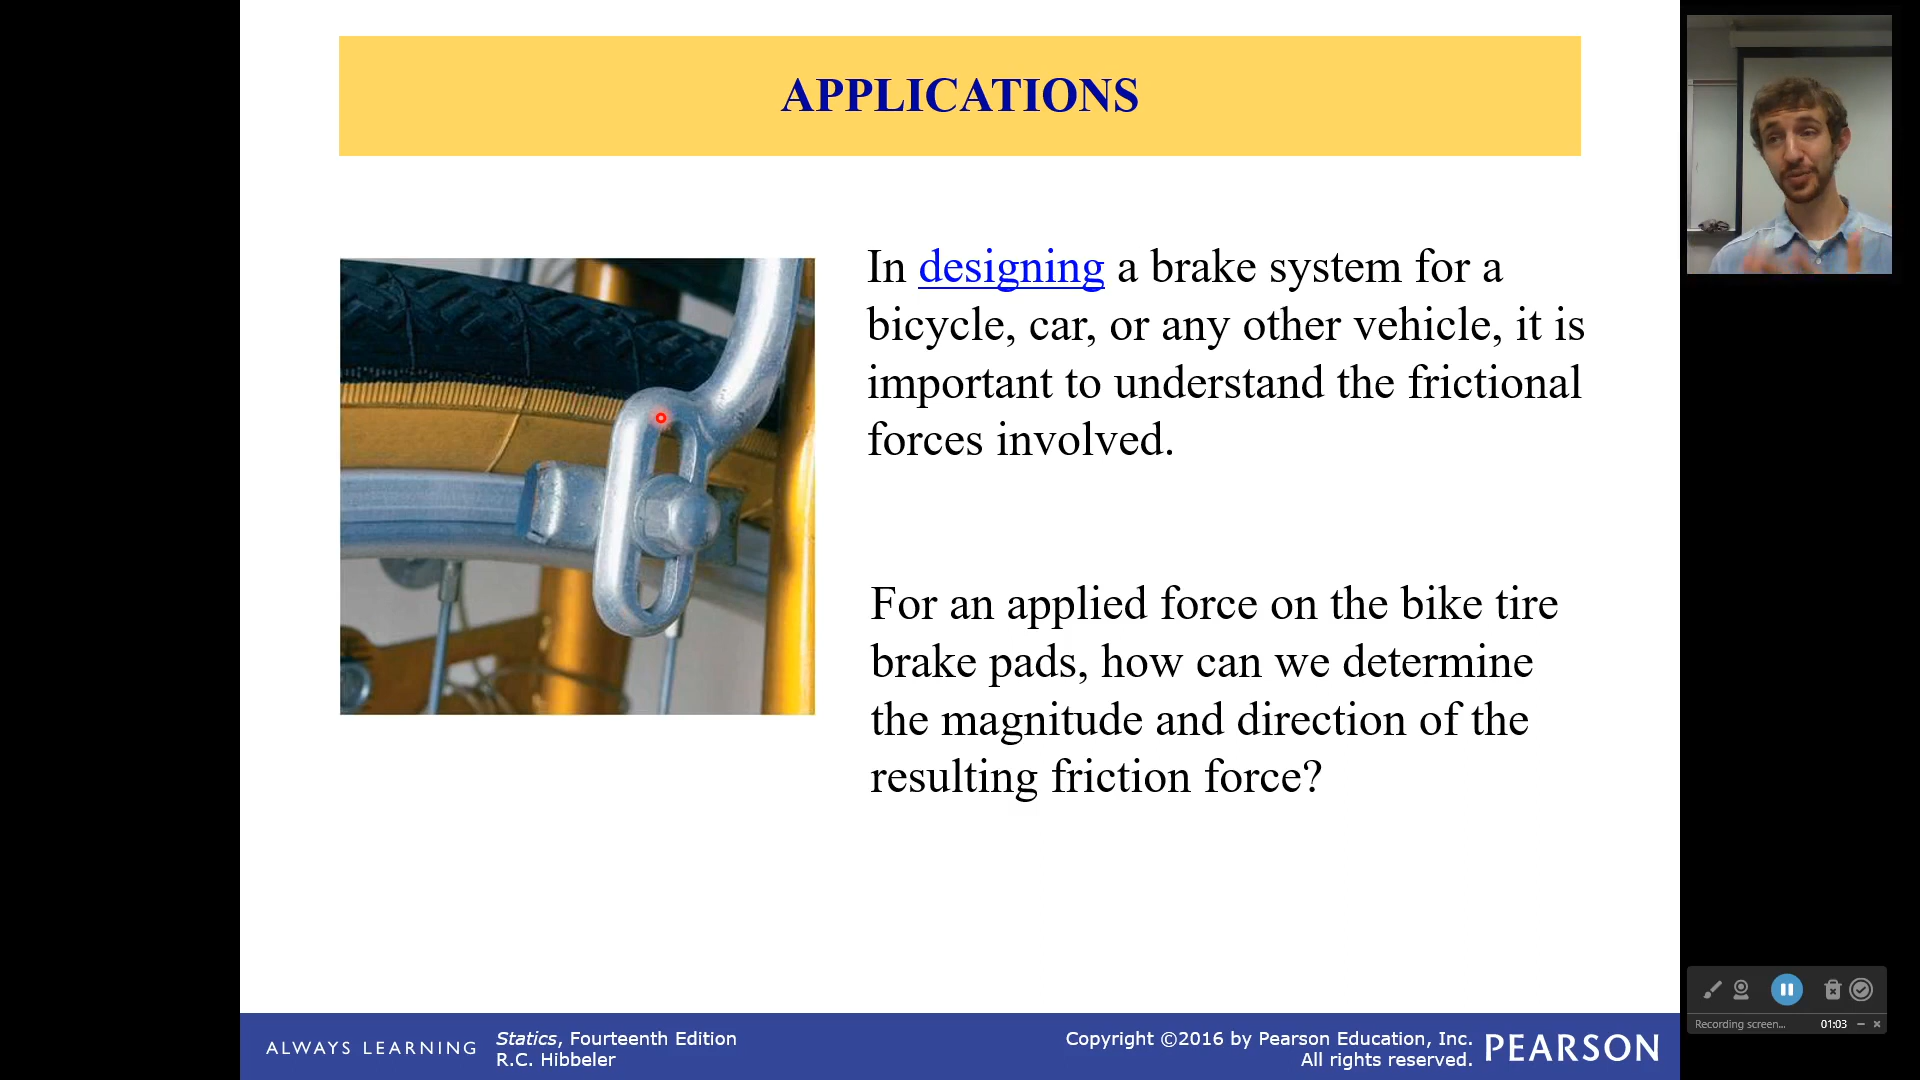 APPLICATIONS
In designing a brake system for a
bicycle, car, or any other vehicle, it is
important to understand the frictional
forces involved.
For an applied force on the bike tire
brake pads, how can we determine
the magnitude and direction of the
resulting friction force?
ALWAYS LEARNING
Statics, Fourteenth Edition
R.C. Hibbeler
Copyright ©2016 by Pearson Education, Inc.
All rights reserved.
PEARSON
Recording screen... 01:03